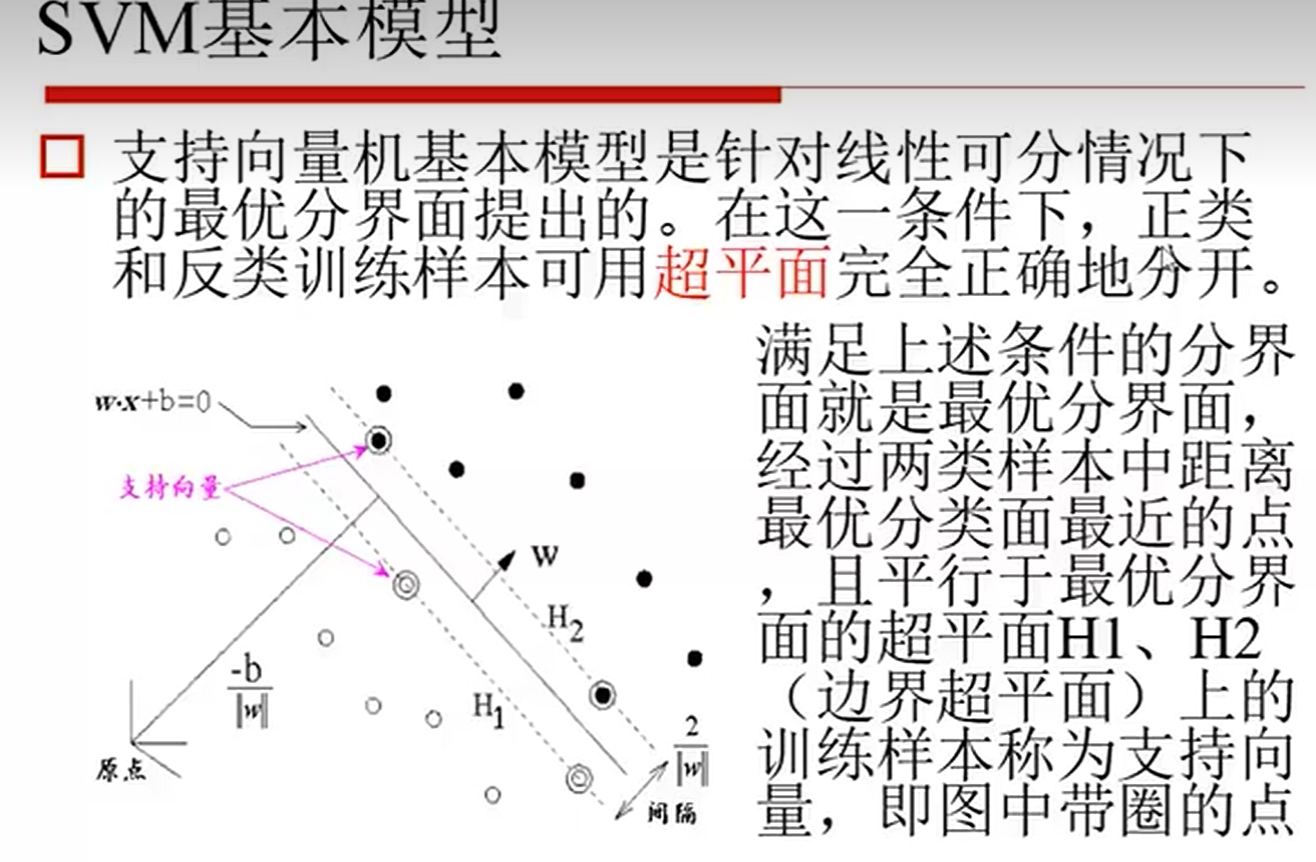 SVM基本模型
支持向量机基本模型是针对线性可分情况下
的最优分界面提出的。在这一条件下，正类
和反类训练样本可用超平面完全正确地分开。
满足上述条件的分界
面就是最优分界面，
经过两类样本中距离
最优分类面最近的点
，且平行于最优分界
面的超平面H1、H2
（边界超平面）上的
训练样本称为支持向
量，即图中带圈的点
w·x+b=0
支持向量
W
H2
-b
||w||
H1
2
||w||
原点
间隔